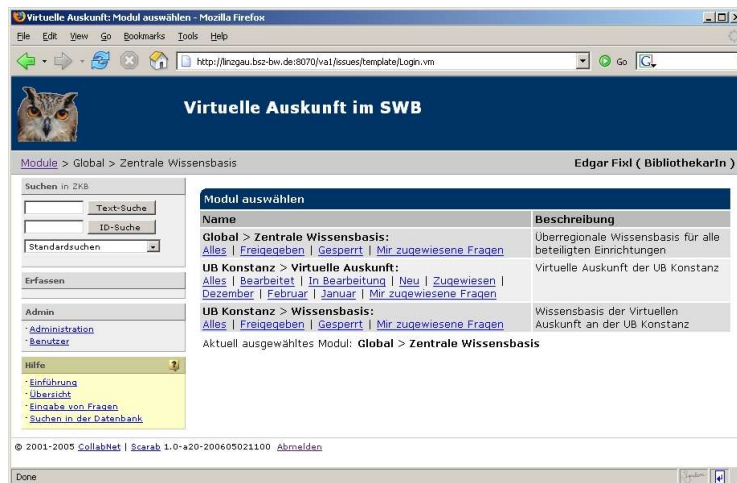 Virtuelle Auskunft: Modul auswählen - Mozilla Firefox
File Edit View Go Bookmarks Tools Help
http://linzgau.bsz-bw.de:8070/va1/issues/template/Login.vm
Go
Virtuelle Auskunft im SWB
Module > Global > Zentrale Wissensbasis
Edgar Fixl ( BibliothekarIn )
Suchen in ZKB
Text-Suche
ID-Suche
Standardsuchen
Erfassen
Admin
Administration
Benutzer
Hilfe
Einführung
Übersicht
Eingabe von Fragen
Suchen in der Datenbank
Modul auswählen
Name Beschreibung
Global > Zentrale Wissensbasis:
Alles | Freigegeben | Gesperrt | Mir zugewiesene Fragen
Überregionale Wissensbasis für alle
beteiligten Einrichtungen
UB Konstanz > Virtuelle Auskunft:
Alles | Bearbeitet | In Bearbeitung | Neu | Zugewiesen |
Dezember | Februar | Januar | Mir zugewiesene Fragen
Virtuelle Auskunft der UB Konstanz
UB Konstanz > Wissensbasis:
Alles | Freigegeben | Gesperrt | Mir zugewiesene Fragen
Wissensbasis der Virtuellen
Auskunft an der UB Konstanz
Aktuell ausgewähltes Modul: Global > Zentrale Wissensbasis
© 2001-2005 CollabNet | Scarab 1.0-a20-200605021100 Abmelden
Done